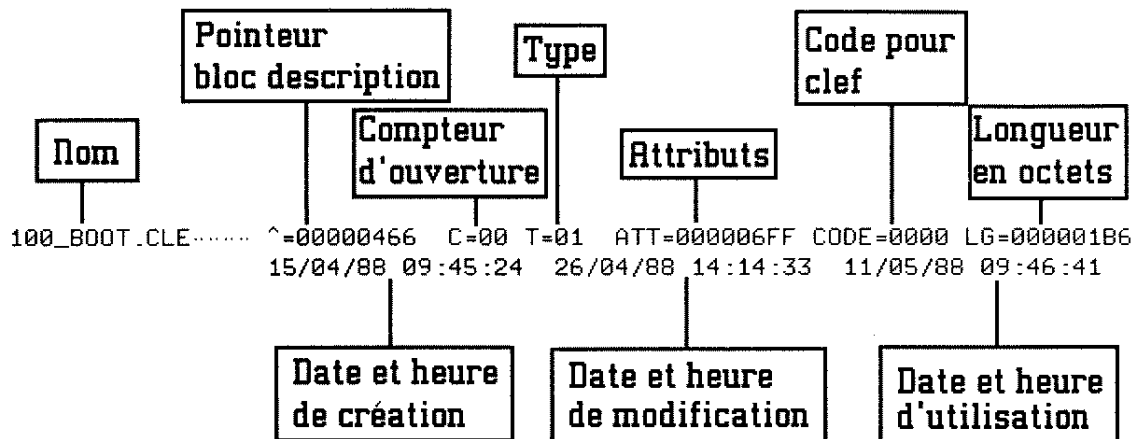 Pointeur
bloc description
Type
Code pour
clef
Nom
Compteur
d'ouverture
Attributs
Longueur
en octets
100_BOOT.CLE........ ^=00000466 C=00 T=01 ATT=000006FF CODE=0000 LG=000001B6
15/04/88 09:45:24 26/04/88 14:14:33 11/05/88 09:46:41
Date et heure
de création
Date et heure
de modification
Date et heure
d'utilisation